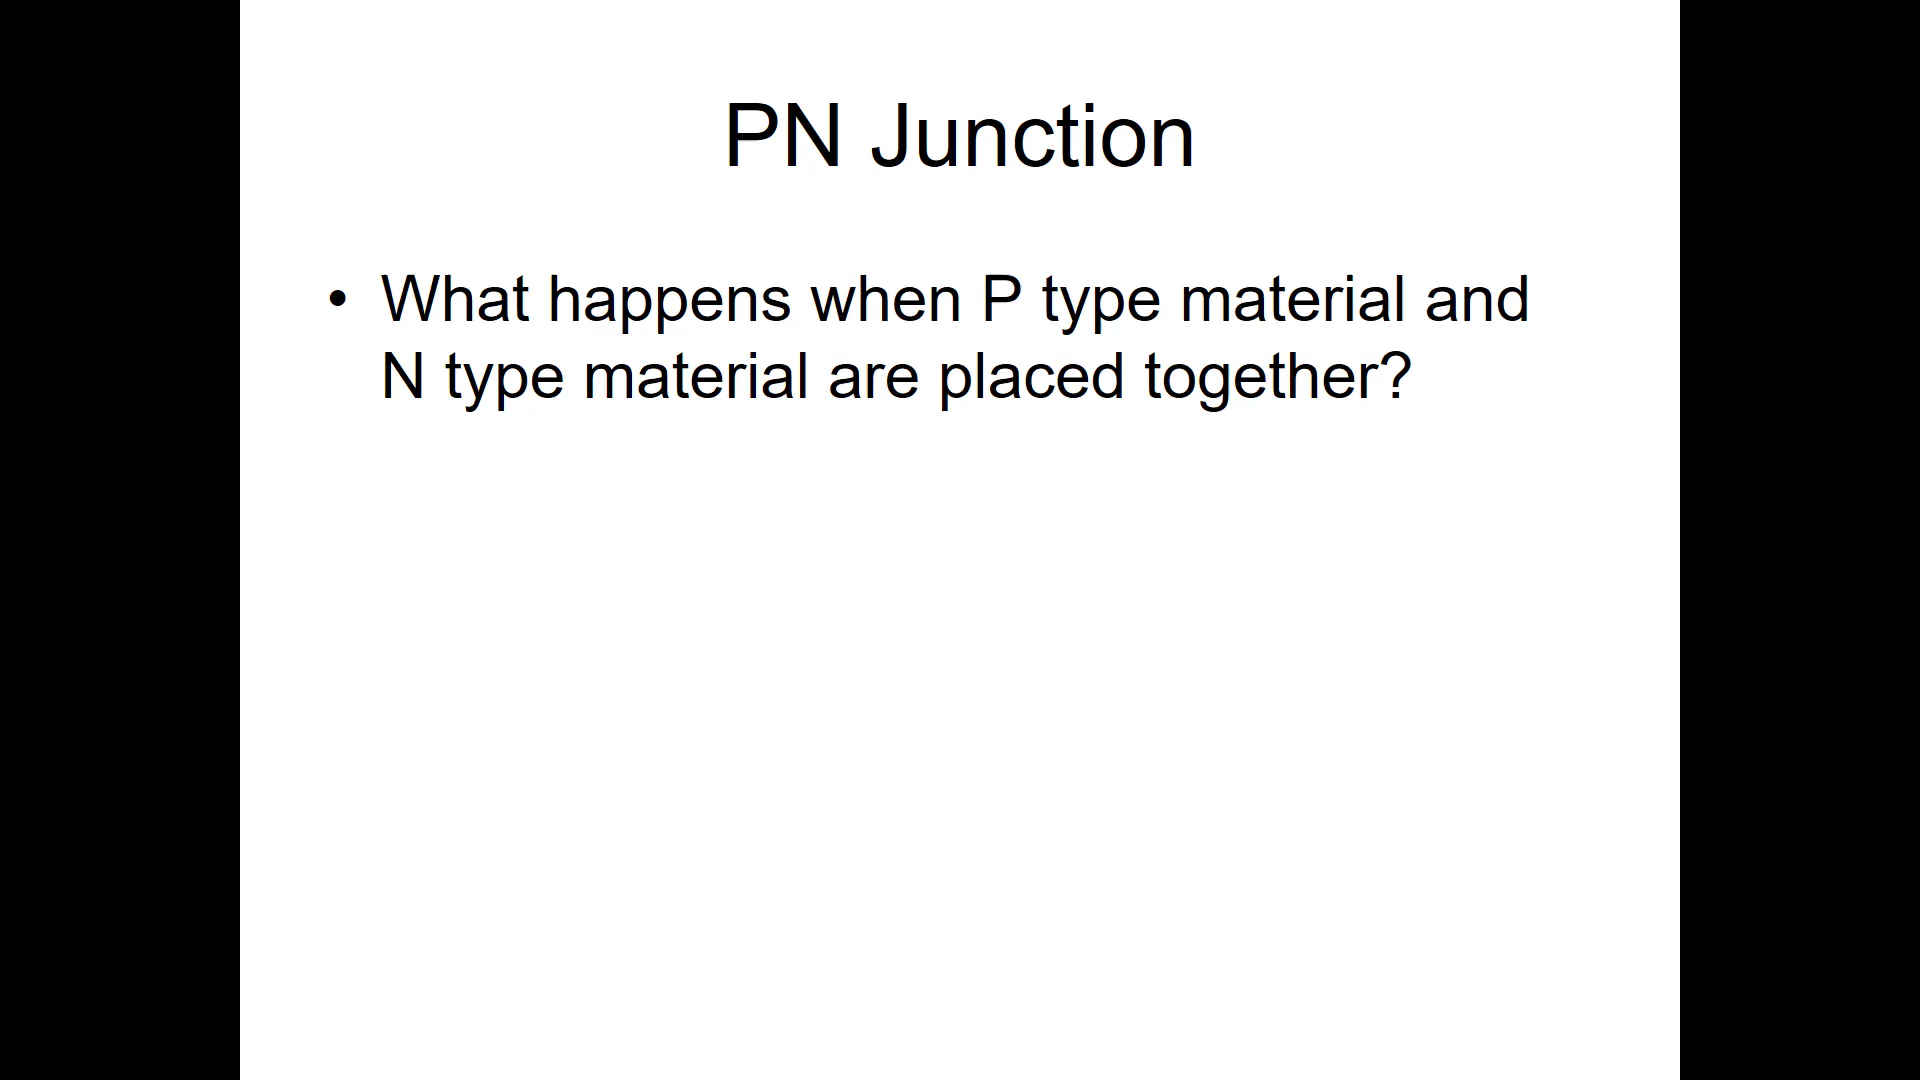 PN Junction
• What happens when P type material and
N type material are placed together?